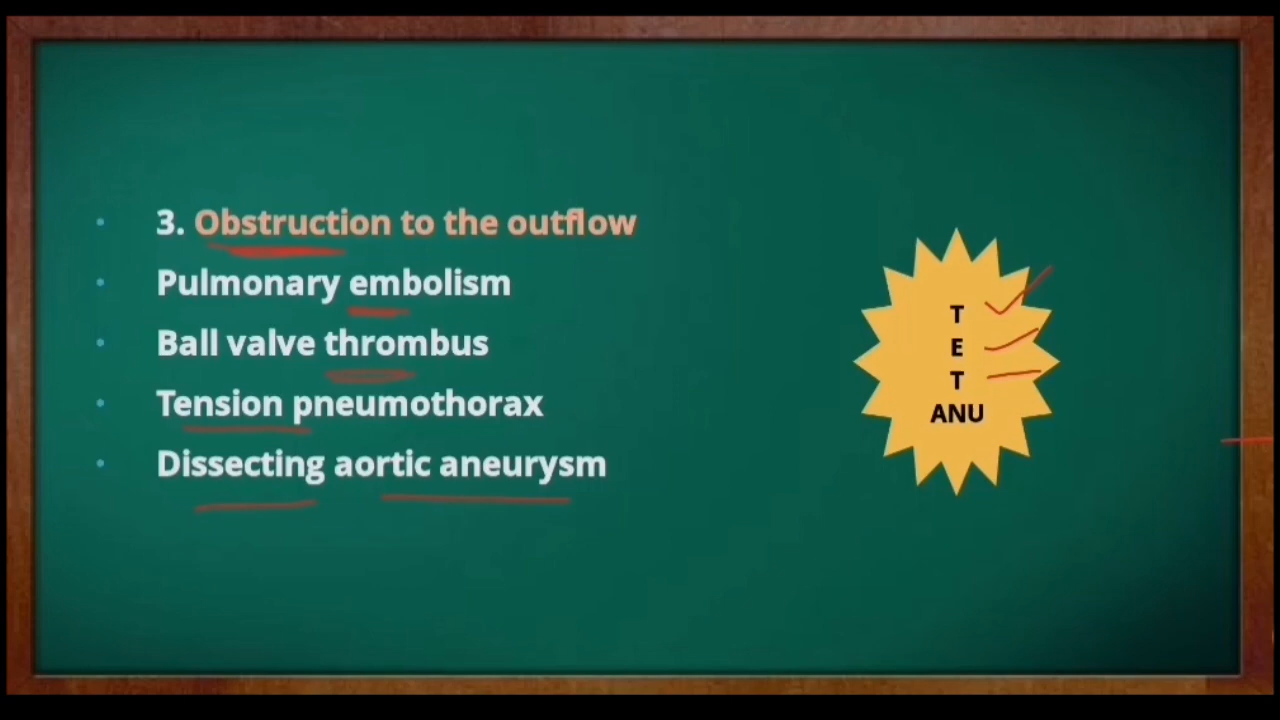 3. Obstruction to the outflow
Pulmonary embolism
Ball valve thrombus
Tension pneumothorax
Dissecting aortic aneurysm
T
E
T
ANU